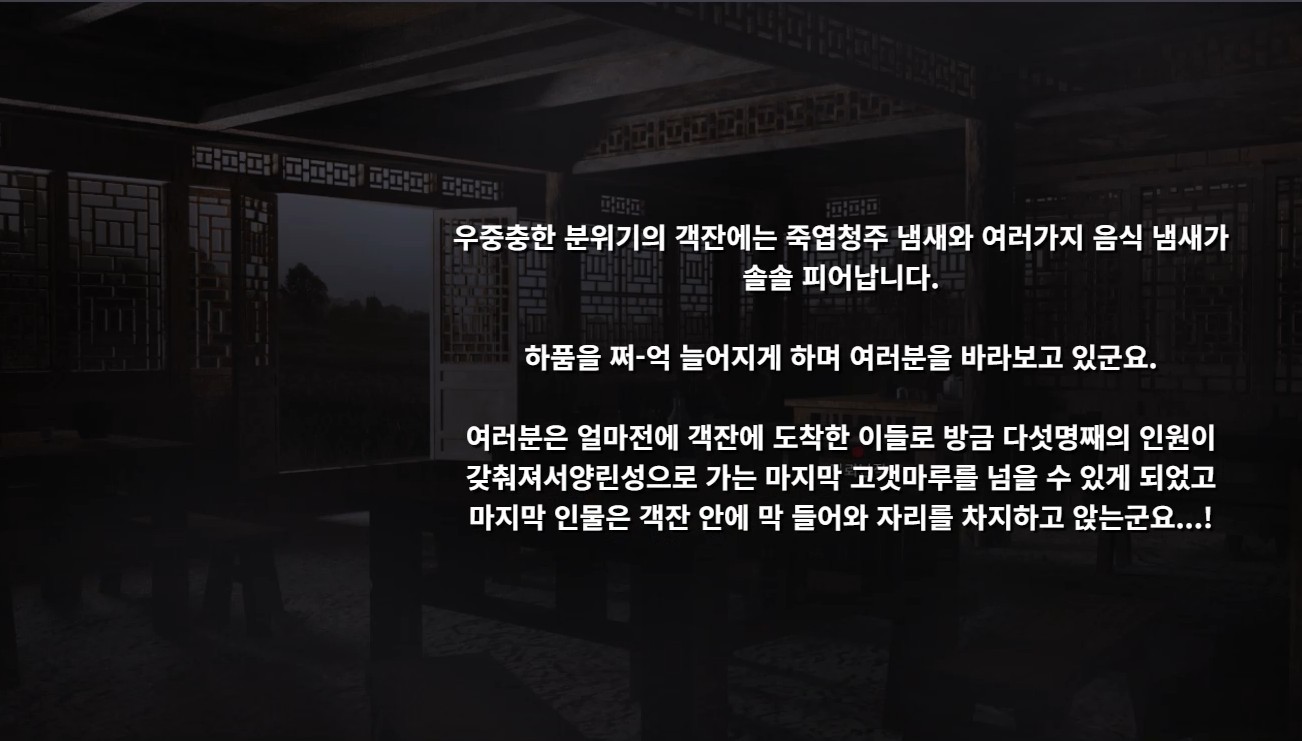 우중충한 분위기의 객잔에는 죽엽청주 냄새와 여러가지 음식 냄새가
솔솔 피어납니다.
하품을 쩌-억 늘어지게 하며 여러분을 바라보고 있군요.
여러분은 얼마전에 객잔에 도착한 이들로 방금 다섯명째의 인원이
갖춰져서양린성으로 가는 마지막 고갯마루를 넘을 수 있게 되었고
마지막 인물은 객잔 안에 막 들어와 자리를 차지하고 앉는군요...!